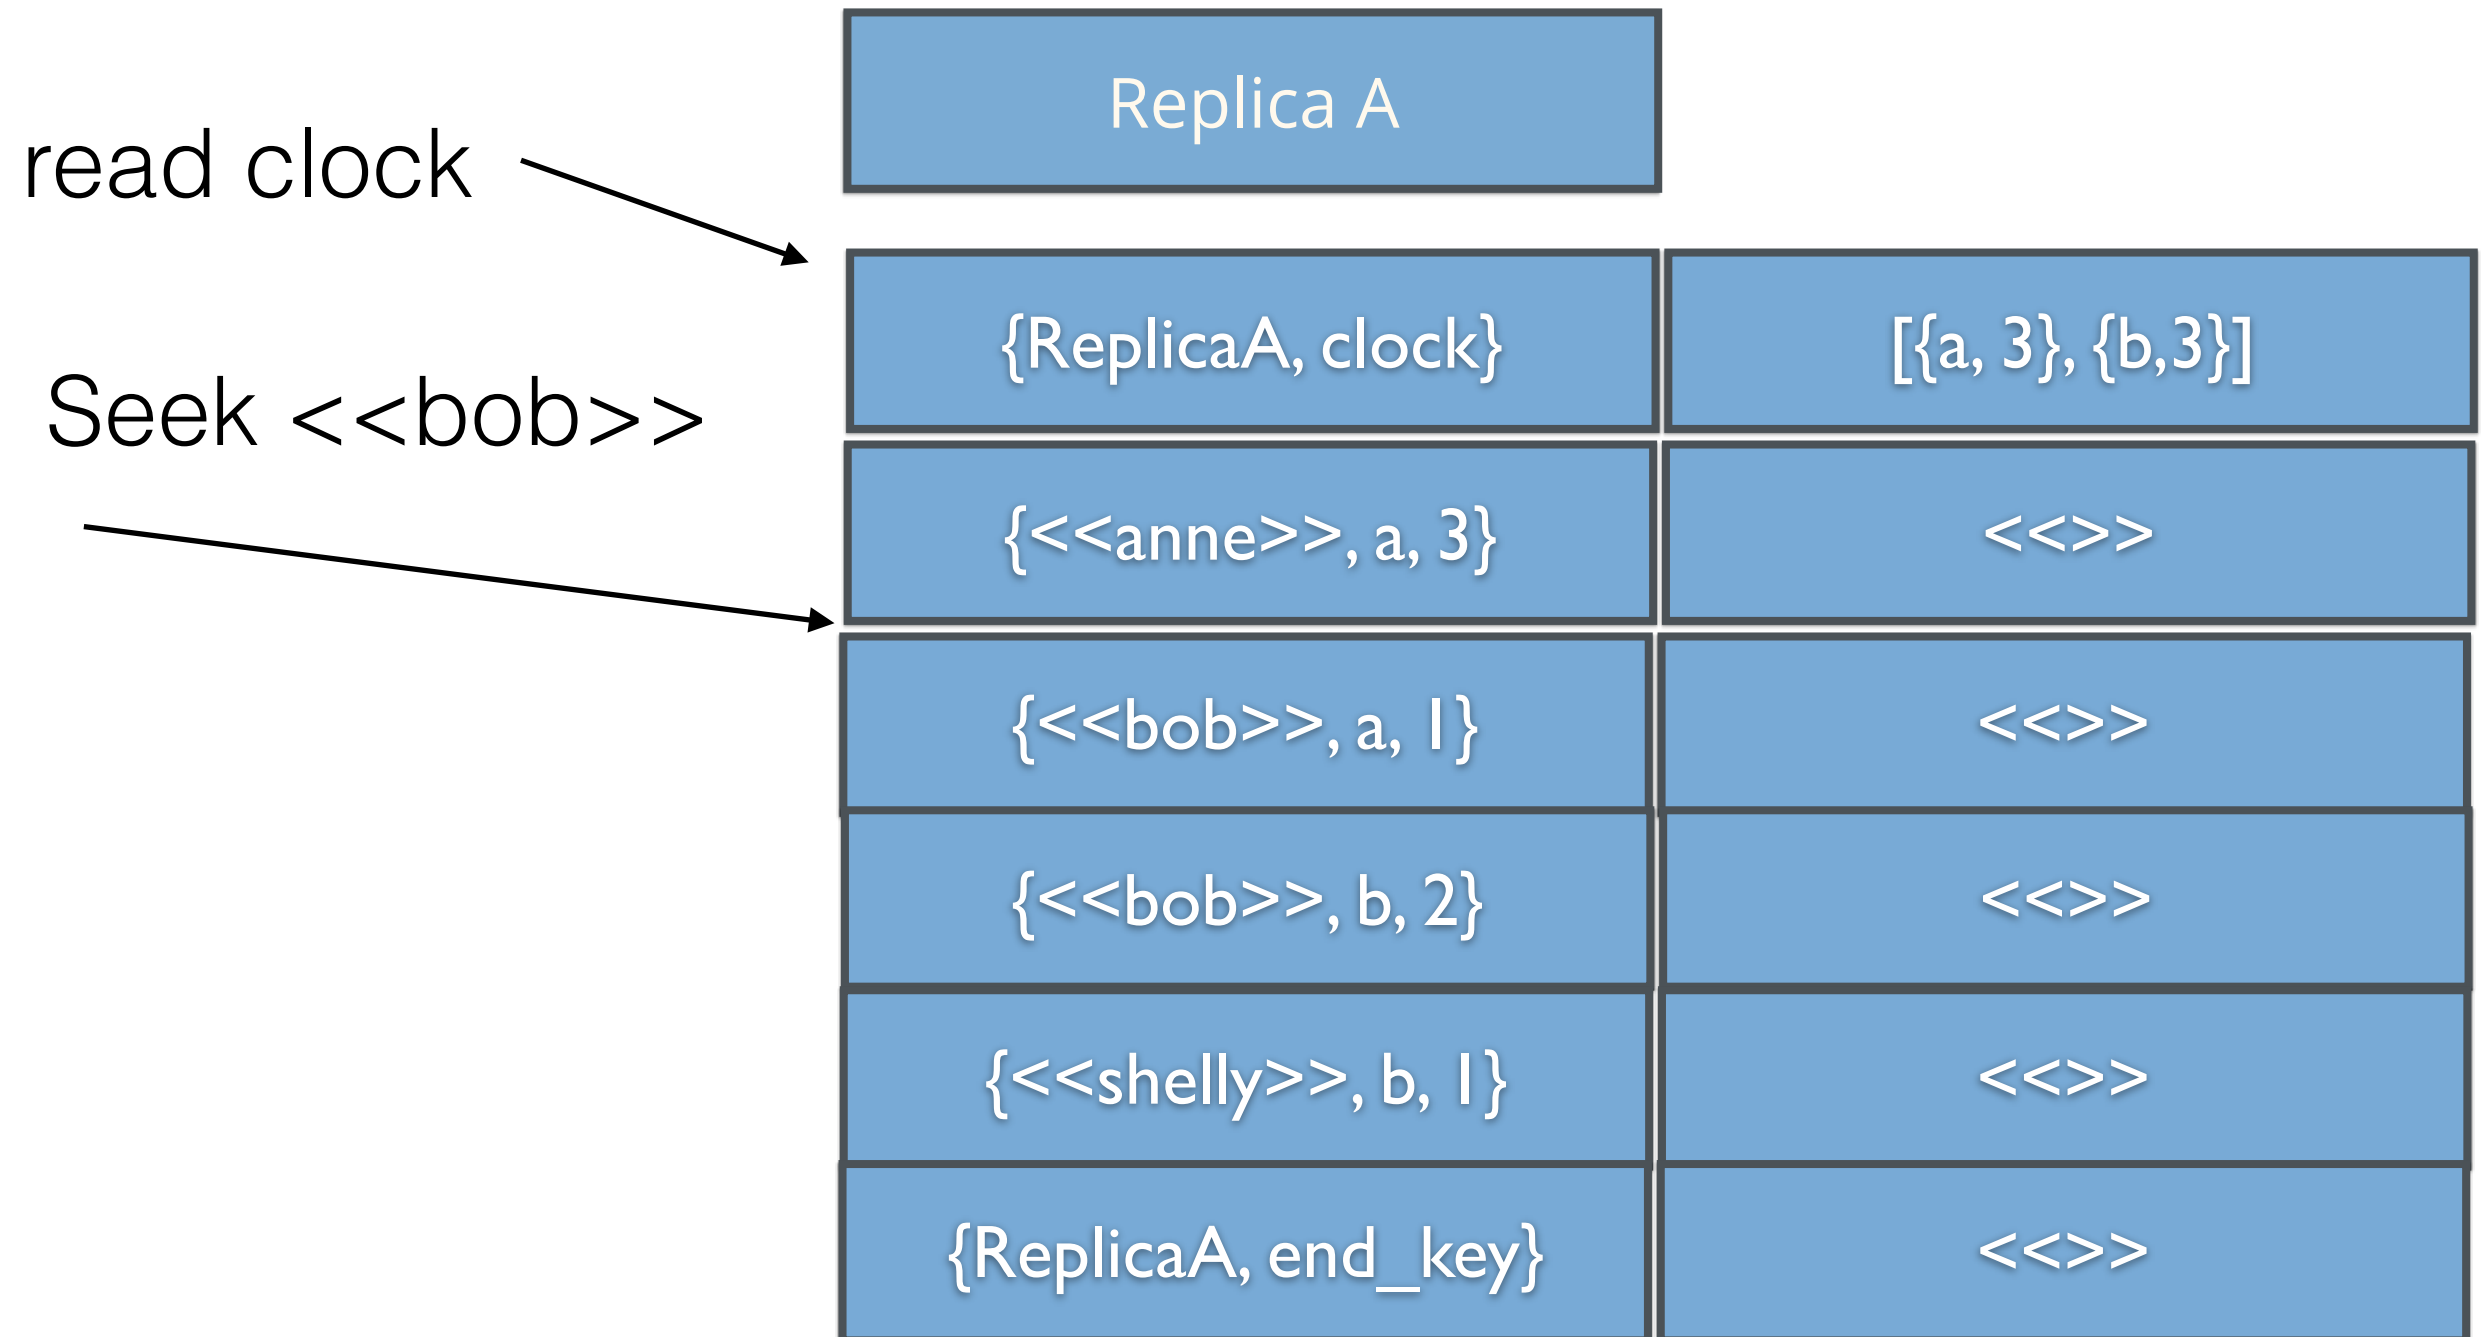 Replica A
read clock
{ReplicaA, clock} [{a, 3}, {b,3}]
Seek <<bob>>
{<<anne>>, a, 3} <<>>
{<<bob>>, a, 1} <<>>
{<<bob>>, b, 2} <<>>
{<<shelly>>, b, 1} <<>>
{ReplicaA, end_key} <<>>